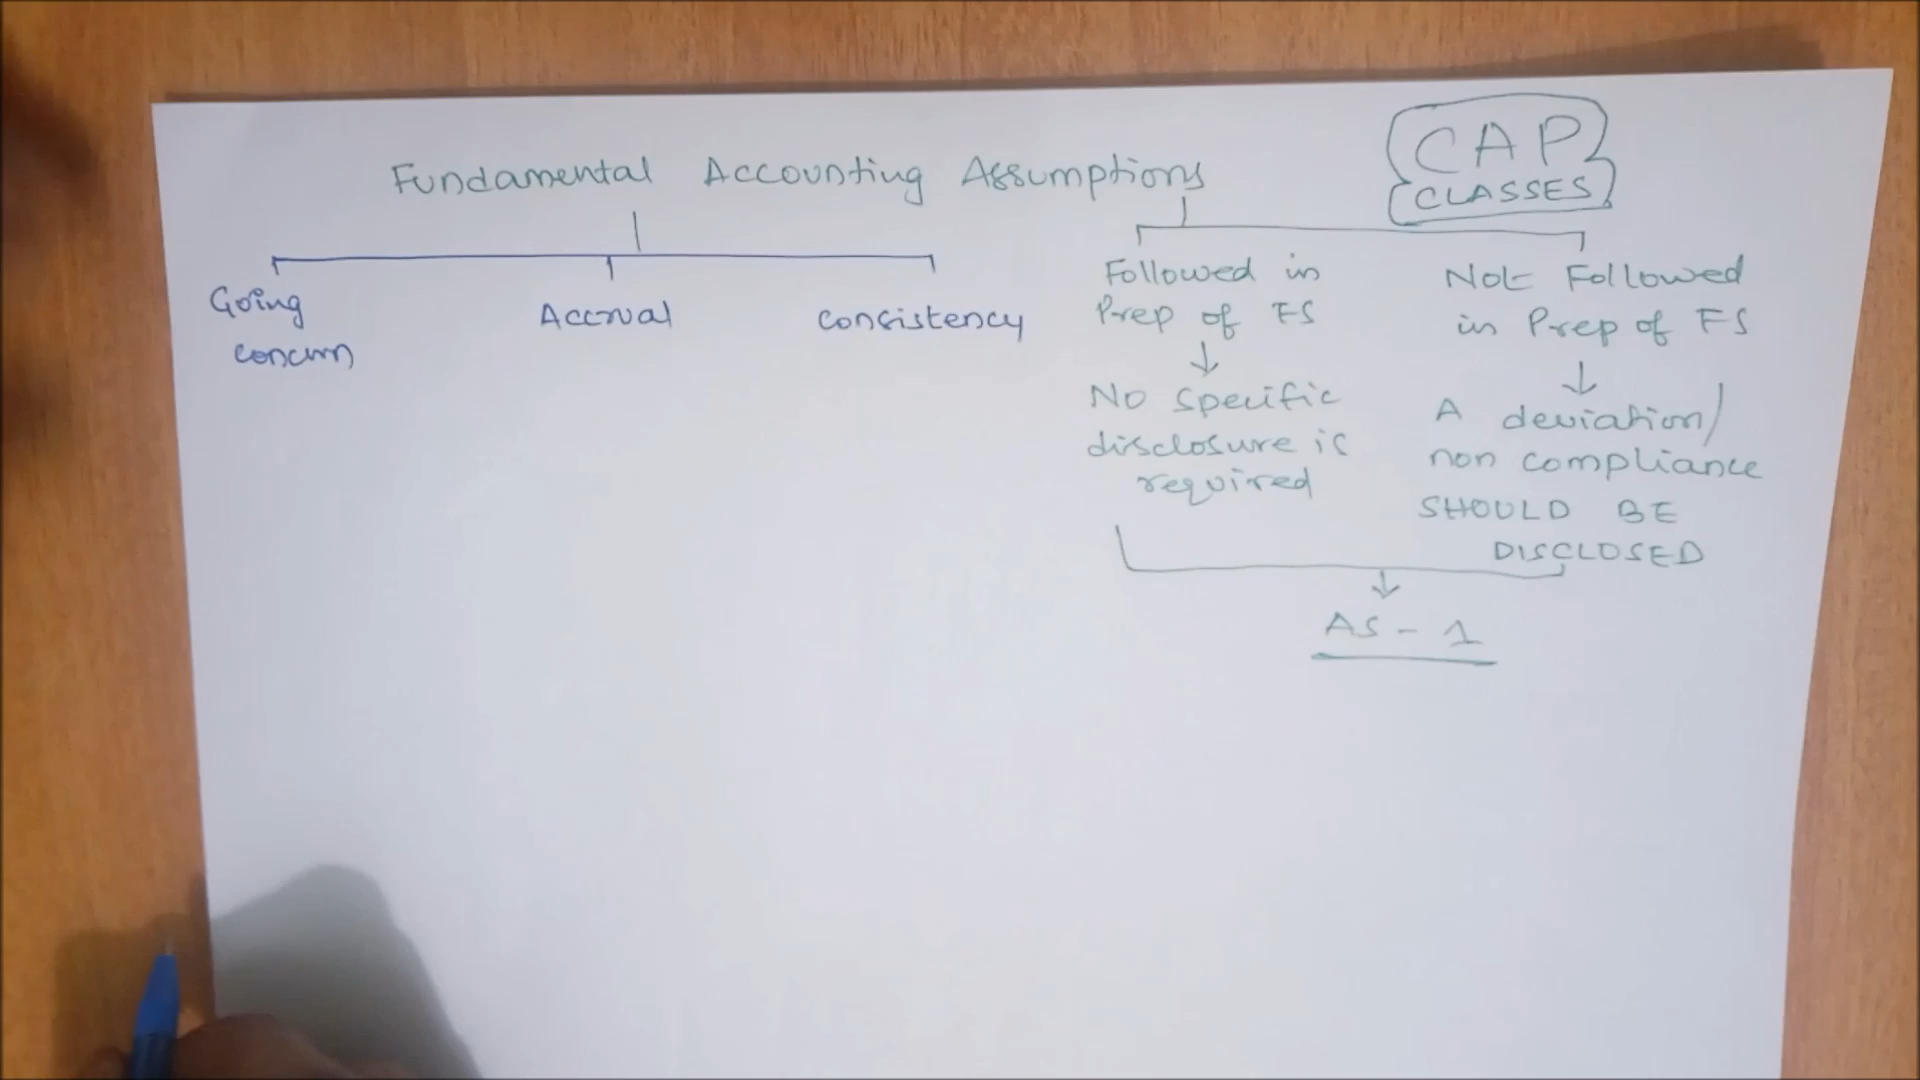 Fundamental Accounting Assumptions
CAP
CLASSES
Going
concern
Accrual
Consistency
Followed in
Prep of FS
No specific
disclosure is
required
Not Followed
in Prep of FS
A deviation/
non compliance
SHOULD BE
DISCLOSED
AS - 1